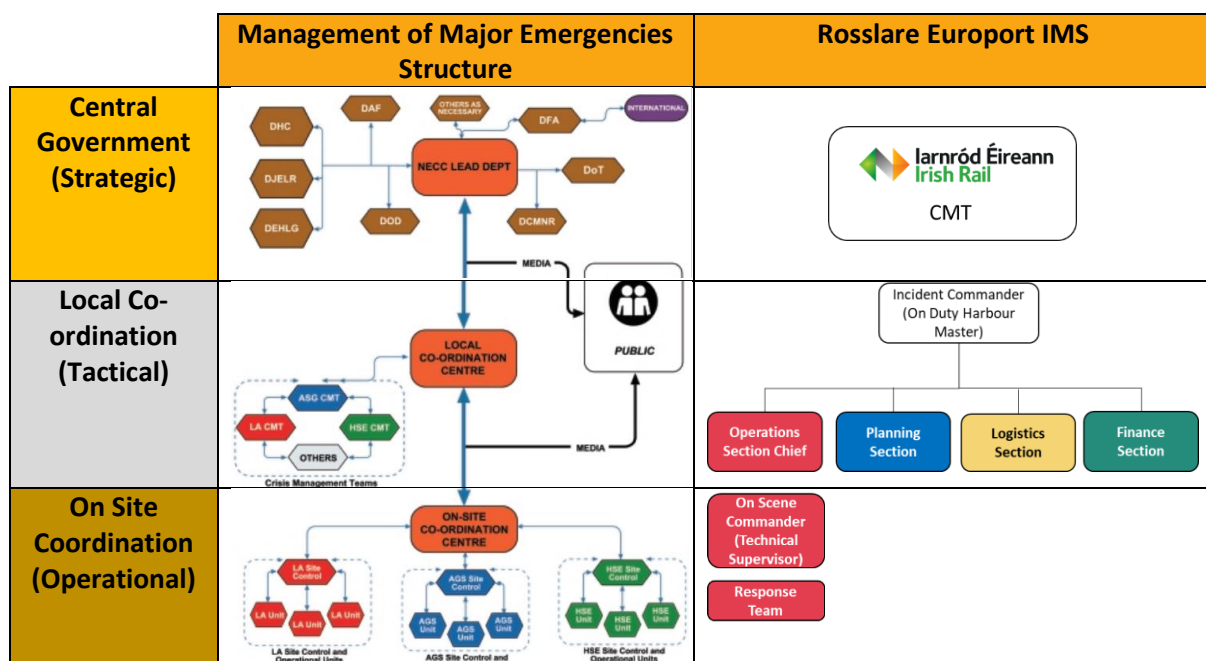 Management of Major Emergencies
Structure
Rosslare Europort IMS
Central
Government
(Strategic)
DHC
DAF
OTHERS AS
NECESSARY
DFA
INTERNATIONAL
DJELR
NECC LEAD DEPT
DoT
DEHLG
DOD
DCMNR
MEDIA
Iarnród Éireann
Irish Rail
CMT
Local Co-
ordination
(Tactical)
LOCAL
CO-ORDINATION
CENTRE
PUBLIC
ASG CMT
LA CMT
HSE CMT
OTHERS
Crisis Management Teams
MEDIA
Incident Commander
(On Duty Harbour
Master)
Operations
Section Chief
Planning
Section
Logistics
Section
Finance
Section
On Site
Coordination
(Operational)
ON-SITE
CO-ORDINATION
CENTRE
LA Site
Control
LA Unit
LA Unit
LA Unit
LA Site Control and
Operational Units
AGS Site
Control
AGS
Unit
AGS
Unit
AGS
Unit
AGS Site Control and
HSE Site
Control
HSE
Unit
HSE
Unit
HSE
Unit
HSE Site Control and
Operational Units
On Scene
Commander
(Technical
Supervisor)
Response
Team